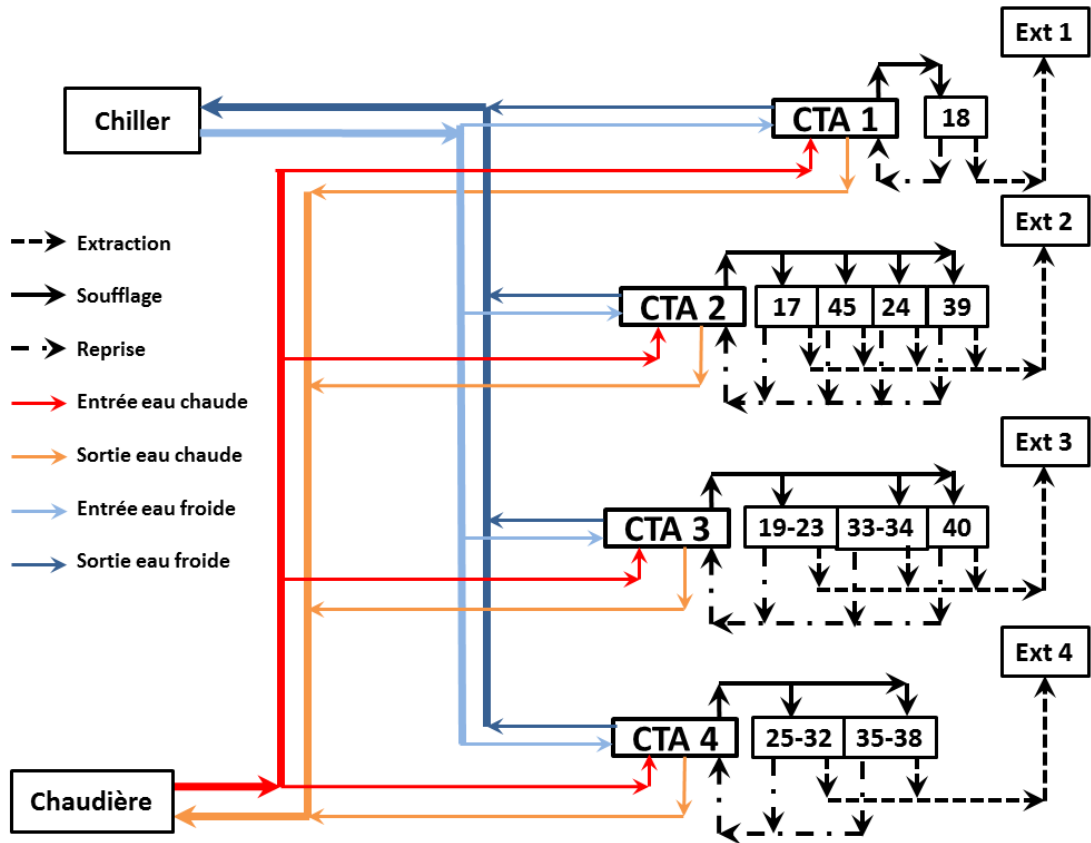 Ext 1
Chiller
CTA 1
18
Ext 2
Extraction
Soufflage
CTA 2
17
45
24
39
Reprise
Entrée eau chaude
Ext 3
Sortie eau chaude
Entrée eau froide
CTA 3
19-23
33-34
40
Sortie eau froide
Ext 4
CTA 4
25-32
35-38
Chaudière